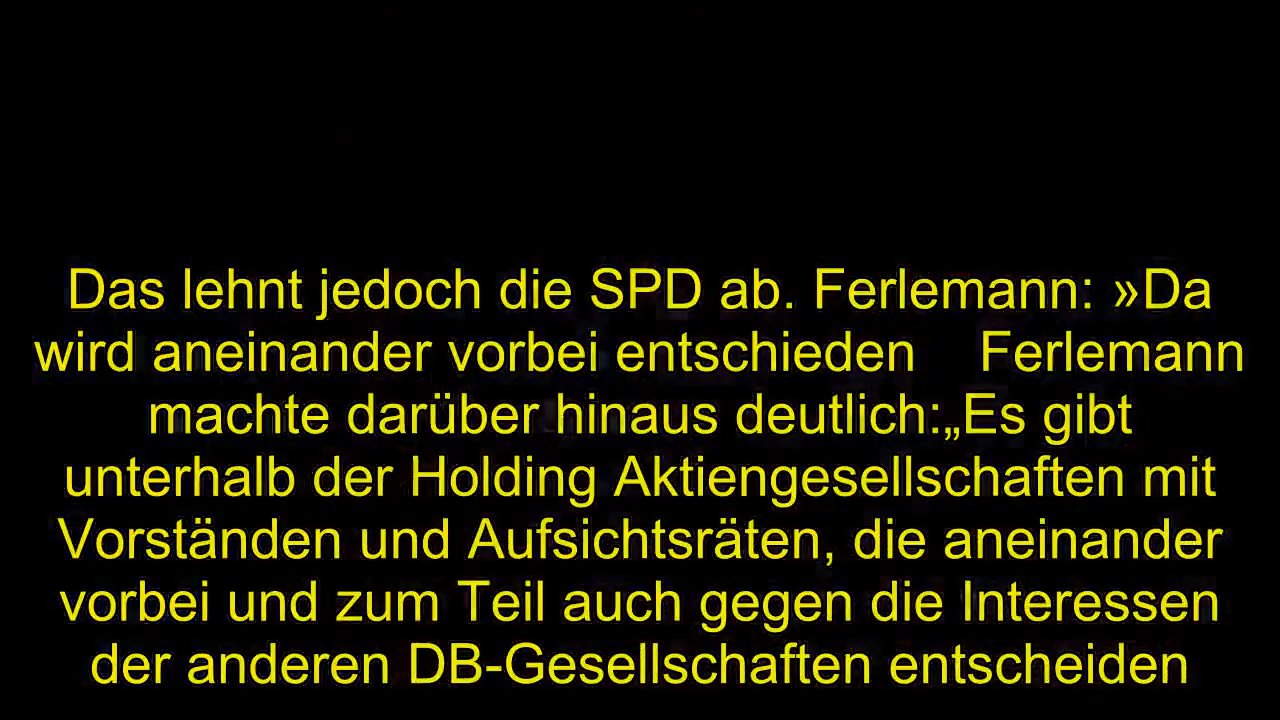 Das lehnt jedoch die SPD ab. Ferlemann: »Da
wird aneinander vorbei entschieden Ferlemann
machte darüber hinaus deutlich:„Es gibt
unterhalb der Holding Aktiengesellschaften mit
Vorständen und Aufsichtsräten, die aneinander
vorbei und zum Teil auch gegen die Interessen
der anderen DB-Gesellschaften entscheiden